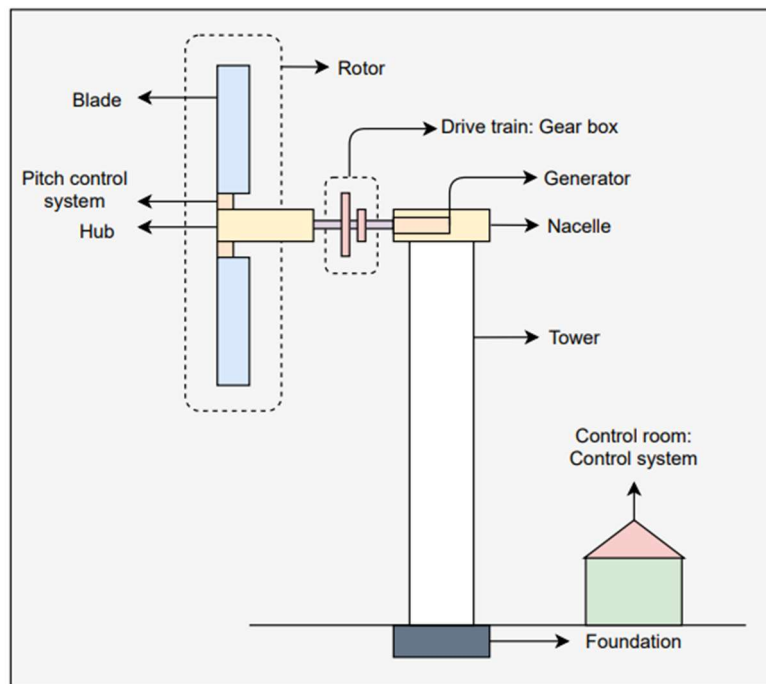 Rotor
Blade
Drive train: Gear box
Pitch control
system
Generator
Hub
Nacelle
Tower
Control room:
Control system
Foundation